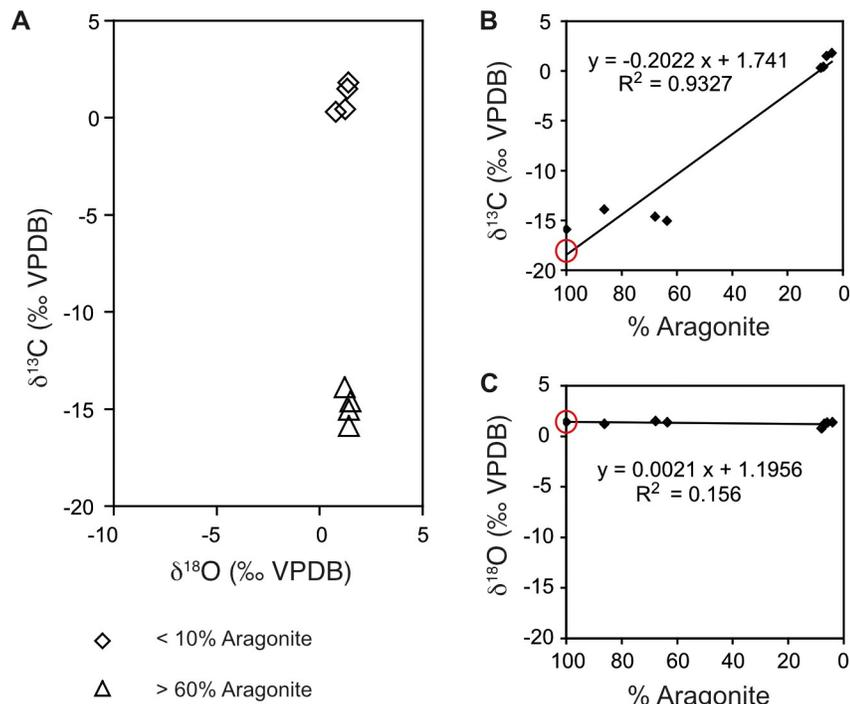 A
5
0
-5
-10
-15
-20
-10 -5 0 5
δ13C (‰ VPDB)
δ18O (‰ VPDB)
< 10% Aragonite
> 60% Aragonite
B
5
0
-5
-10
-15
-20
100 80 60 40 20 0
δ13C (‰ VPDB)
y = -0.2022 x + 1.741
R2 = 0.9327
% Aragonite
C
5
0
-5
-10
-15
-20
100 80 60 40 20 0
δ18O (‰ VPDB)
y = 0.0021 x + 1.1956
R2 = 0.156
% Aragonite